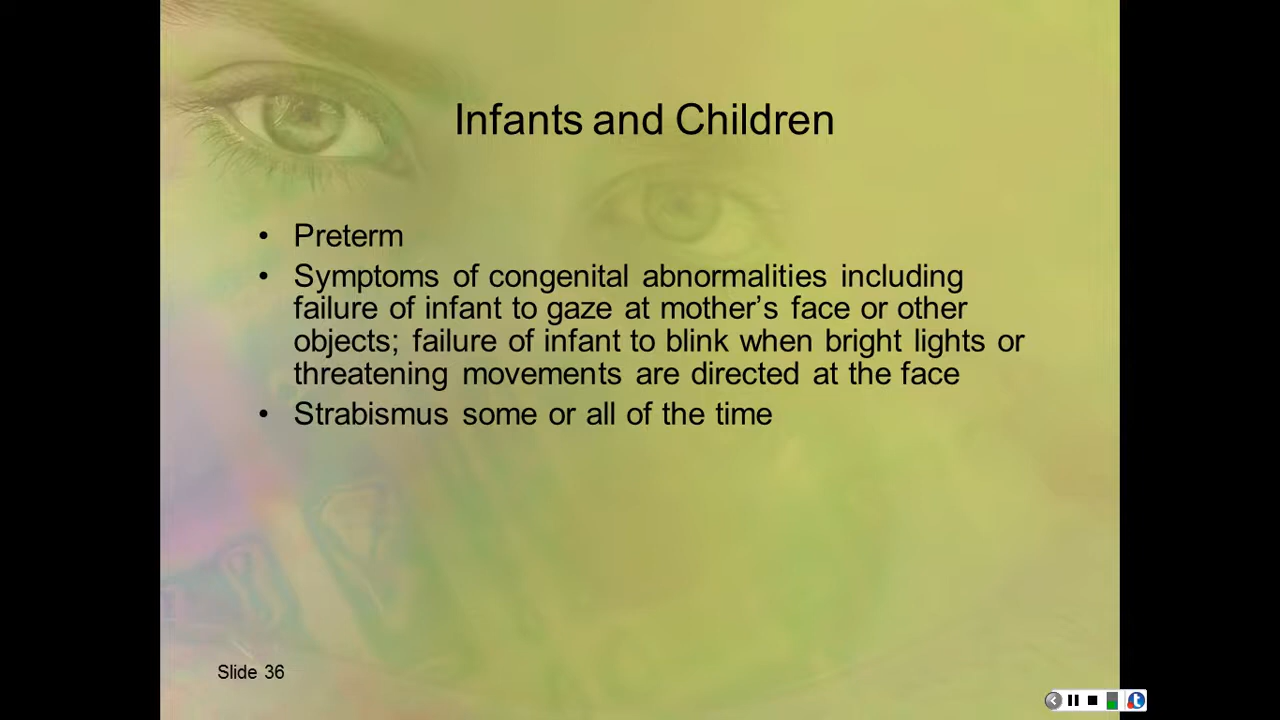 Infants and Children
• Preterm
• Symptoms of congenital abnormalities including
failure of infant to gaze at mother’s face or other
objects; failure of infant to blink when bright lights or
threatening movements are directed at the face
• Strabismus some or all of the time
Slide 36
t